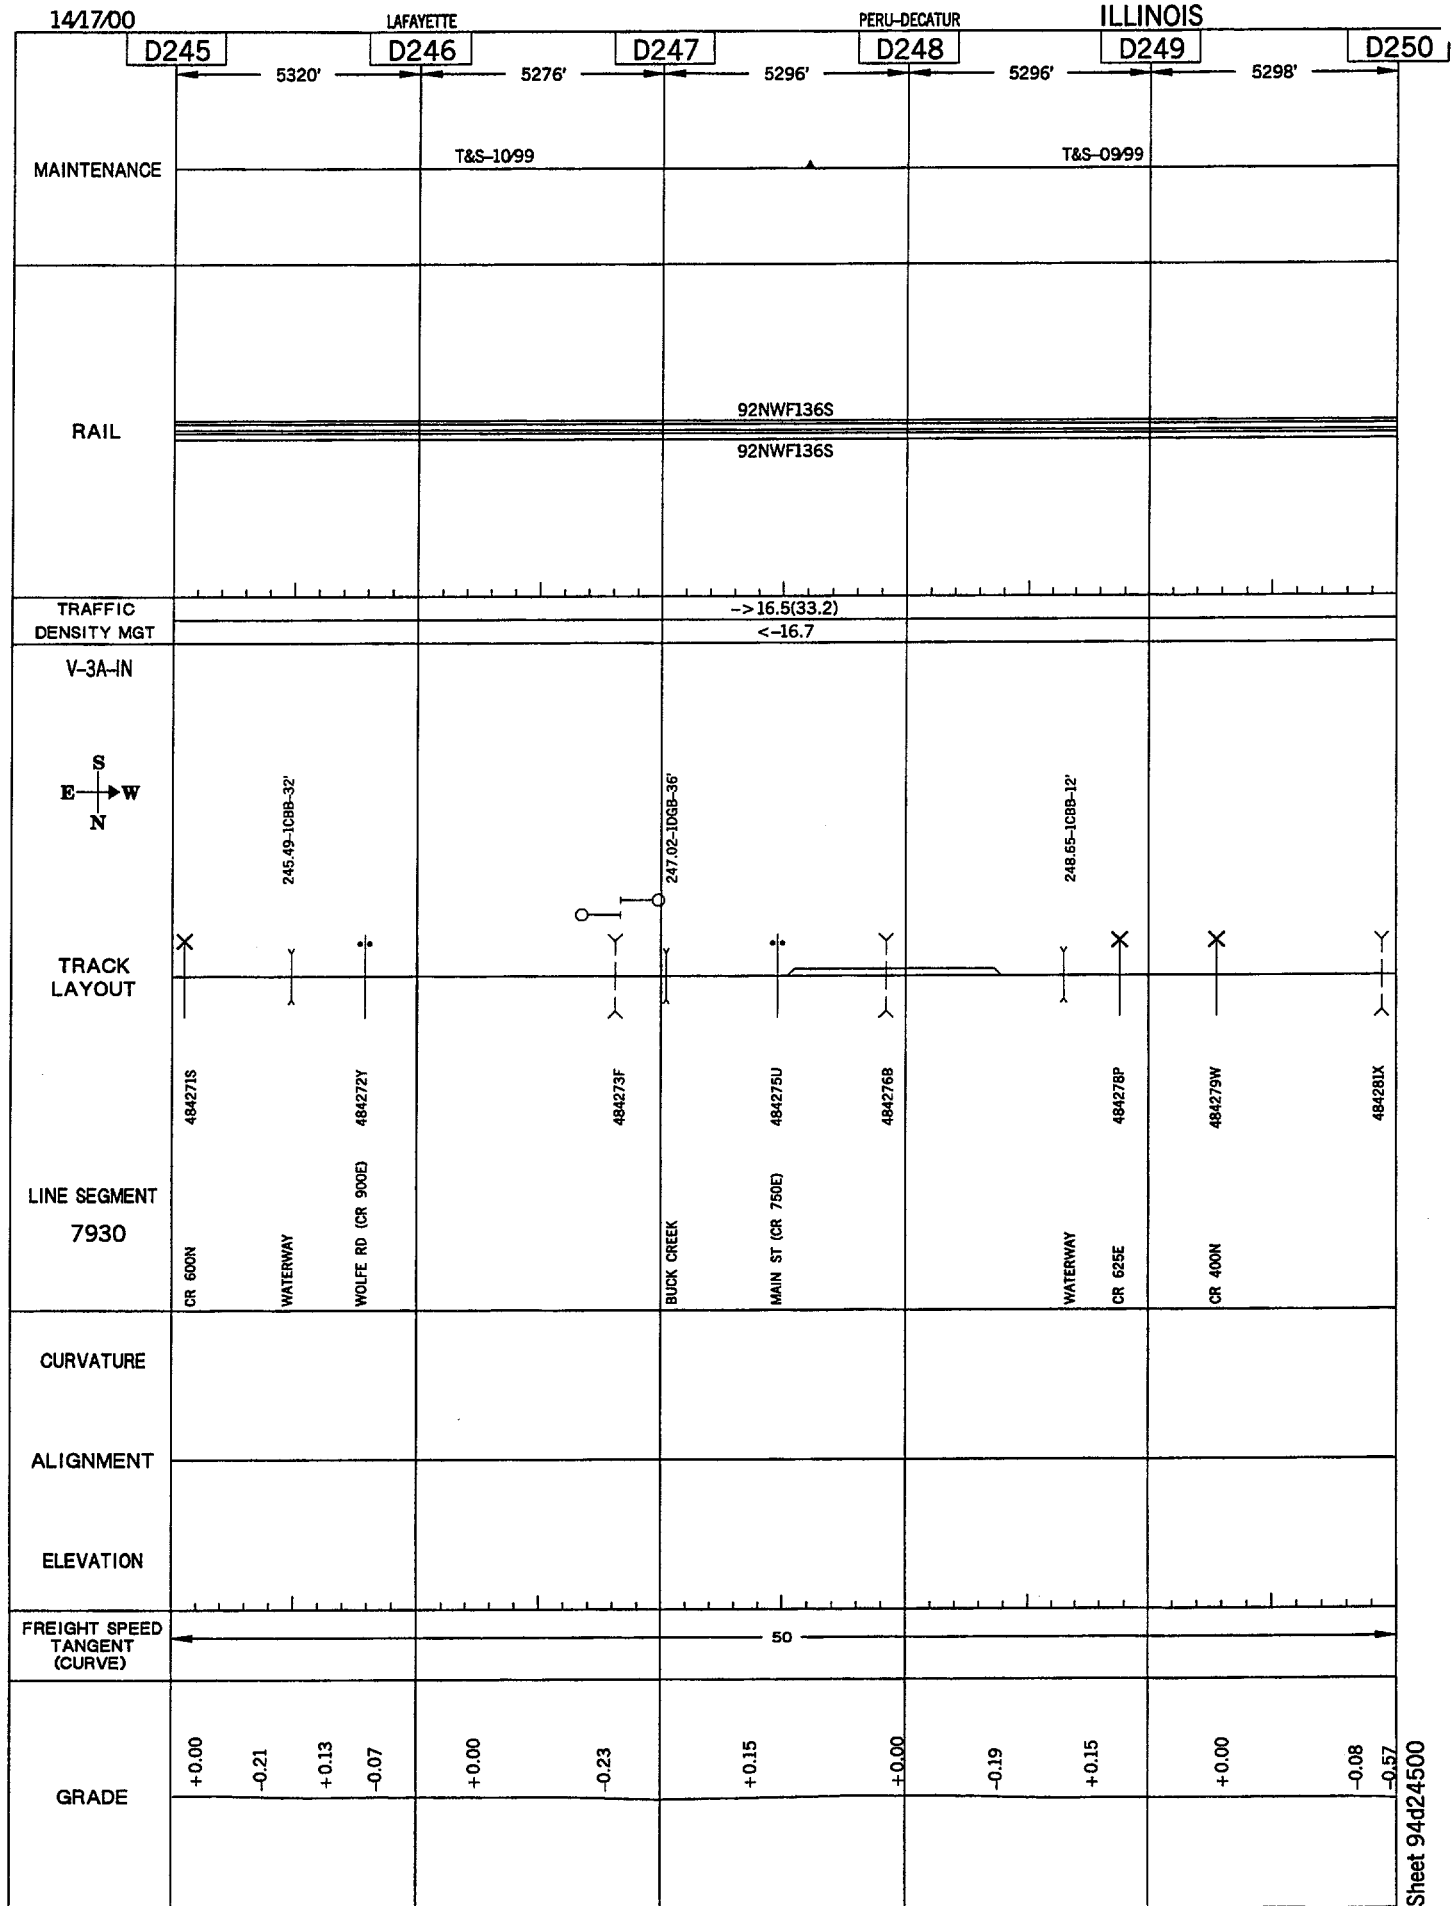 14/17/00 LAFAYETTE PERU-DECATUR ILLINOIS
D245 D246 D247 D248 D249 D250
5320' 5276' 5296' 5296' 5298'
MAINTENANCE
T&S-10/99 T&S-09/99
RAIL
92NWF136S
92NWF136S
TRAFFIC
DENSITY MGT
->16.5(33.2)
<-16.7
V-3A-IN
S
E W
N
245.49-1CBB-32'
247.02-1DGB-36'
248.65-1CBB-12'
TRACK
LAYOUT
484271S
484272Y
484273F
484275U
484276B
484278P
484279W
484281X
LINE SEGMENT
7930
CR 600N
WATERWAY
WOLFE RD (CR 900E)
BUCK CREEK
MAIN ST (CR 750E)
WATERWAY
CR 625E
CR 400N
CURVATURE
ALIGNMENT
ELEVATION
FREIGHT SPEED
TANGENT
(CURVE)
50
GRADE
+0.00
-0.21
+0.13
-0.07
+0.00
-0.23
+0.15
+0.00
-0.19
+0.15
+0.00
-0.08
-0.57
Sheet 94d24500